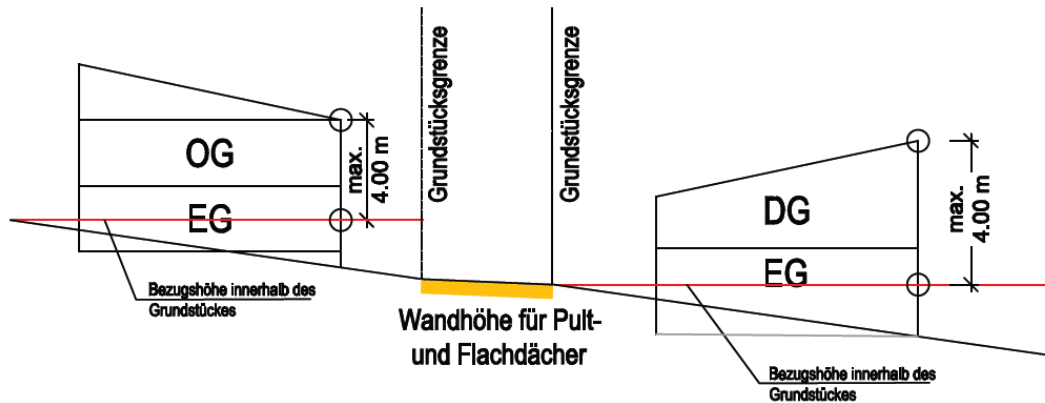 OG
EG
max.
4.00 m
Bezugshöhe innerhalb des
Grundstückes
Grundstücksgrenze
Grundstücksgrenze
Wandhöhe für Pult-
und Flachdächer
DG
EG
max.
4.00 m
Bezugshöhe innerhalb des
Grundstückes